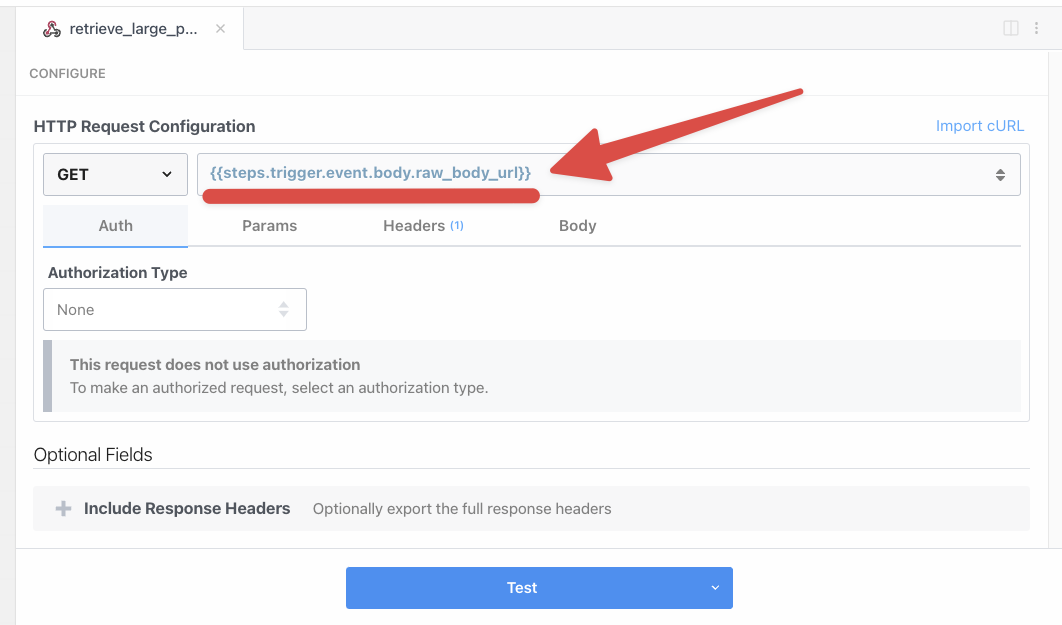 retrieve_large_p...
CONFIGURE
HTTP Request Configuration
Import cURL
GET
{{steps.trigger.event.body.raw_body_url}}
Auth
Params
Headers (1)
Body
Authorization Type
None
This request does not use authorization
To make an authorized request, select an authorization type.
Optional Fields
Include Response Headers
Optionally export the full response headers
Test